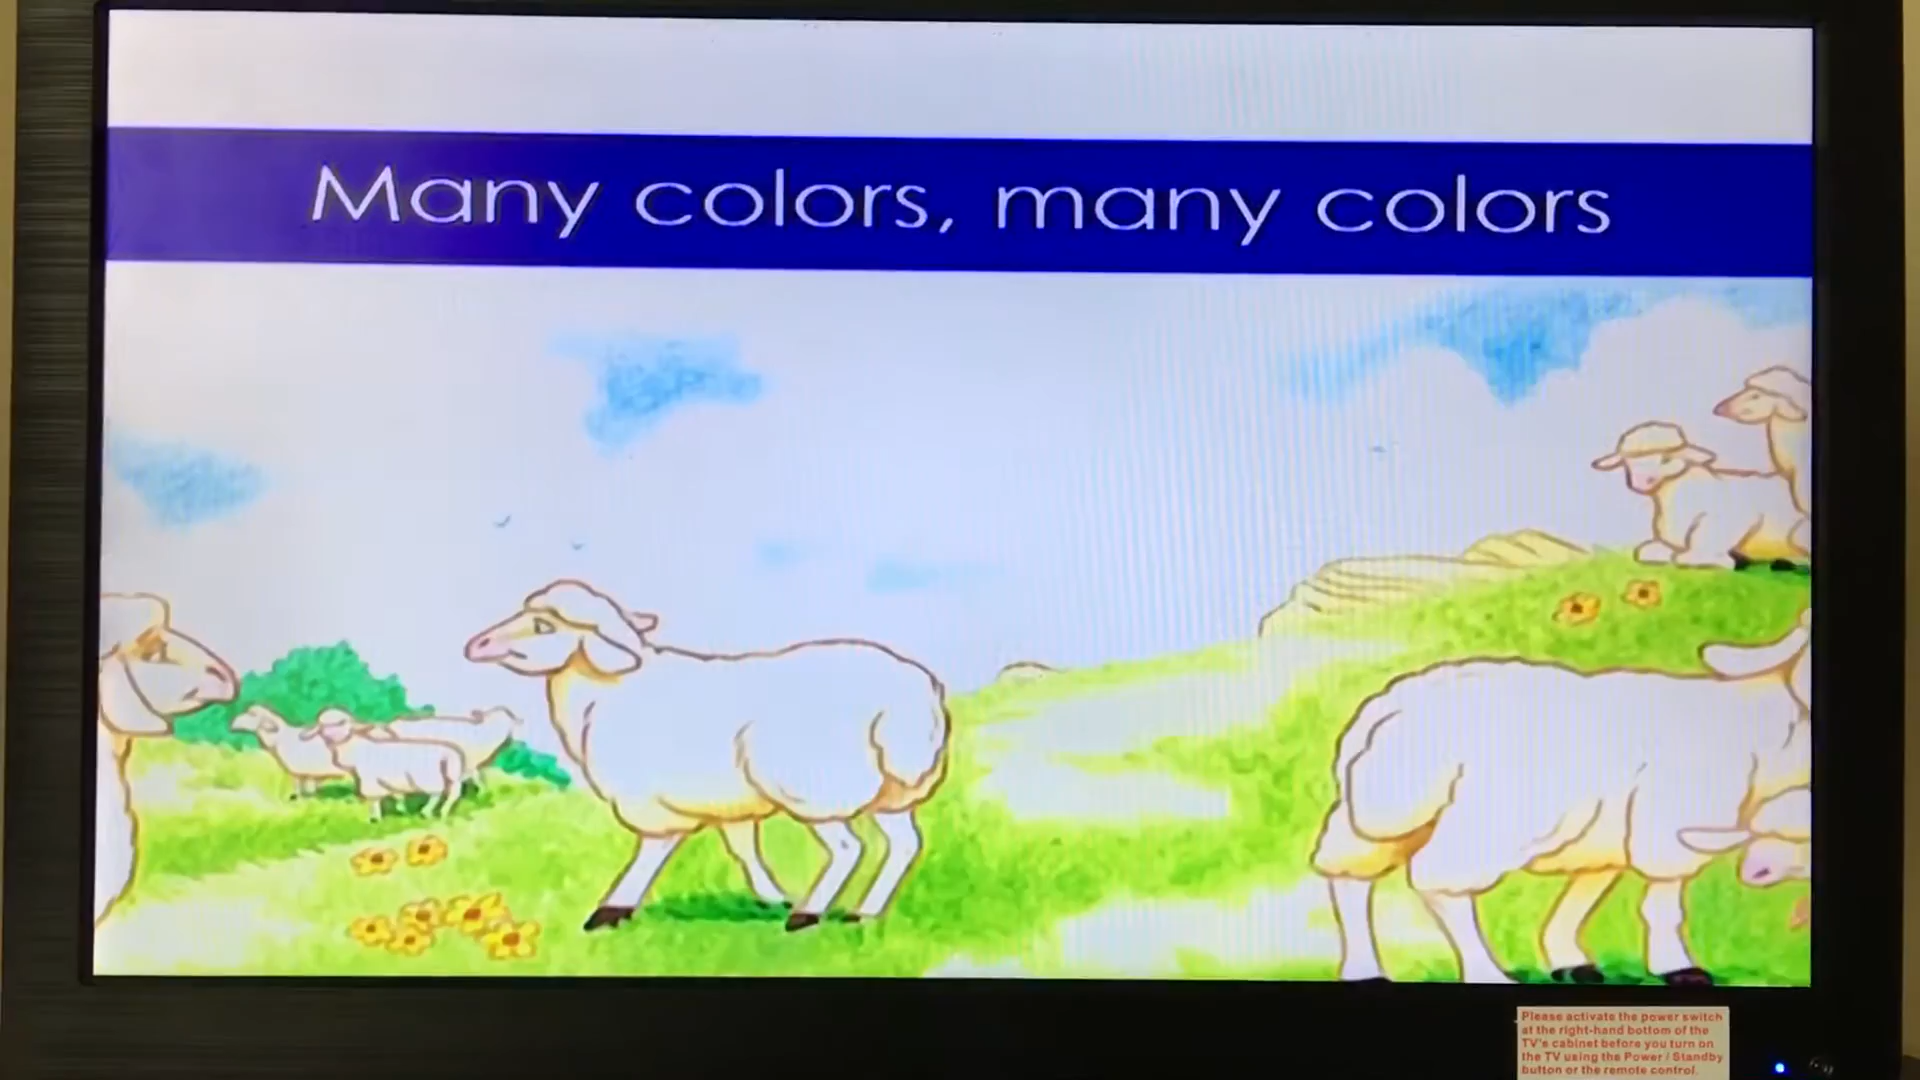 Many colors, many colors
Please activate the power switch
at the right-hand bottom of the
TV's cabinet before you turn on
the TV using the Power / Standby
button or the remote control.